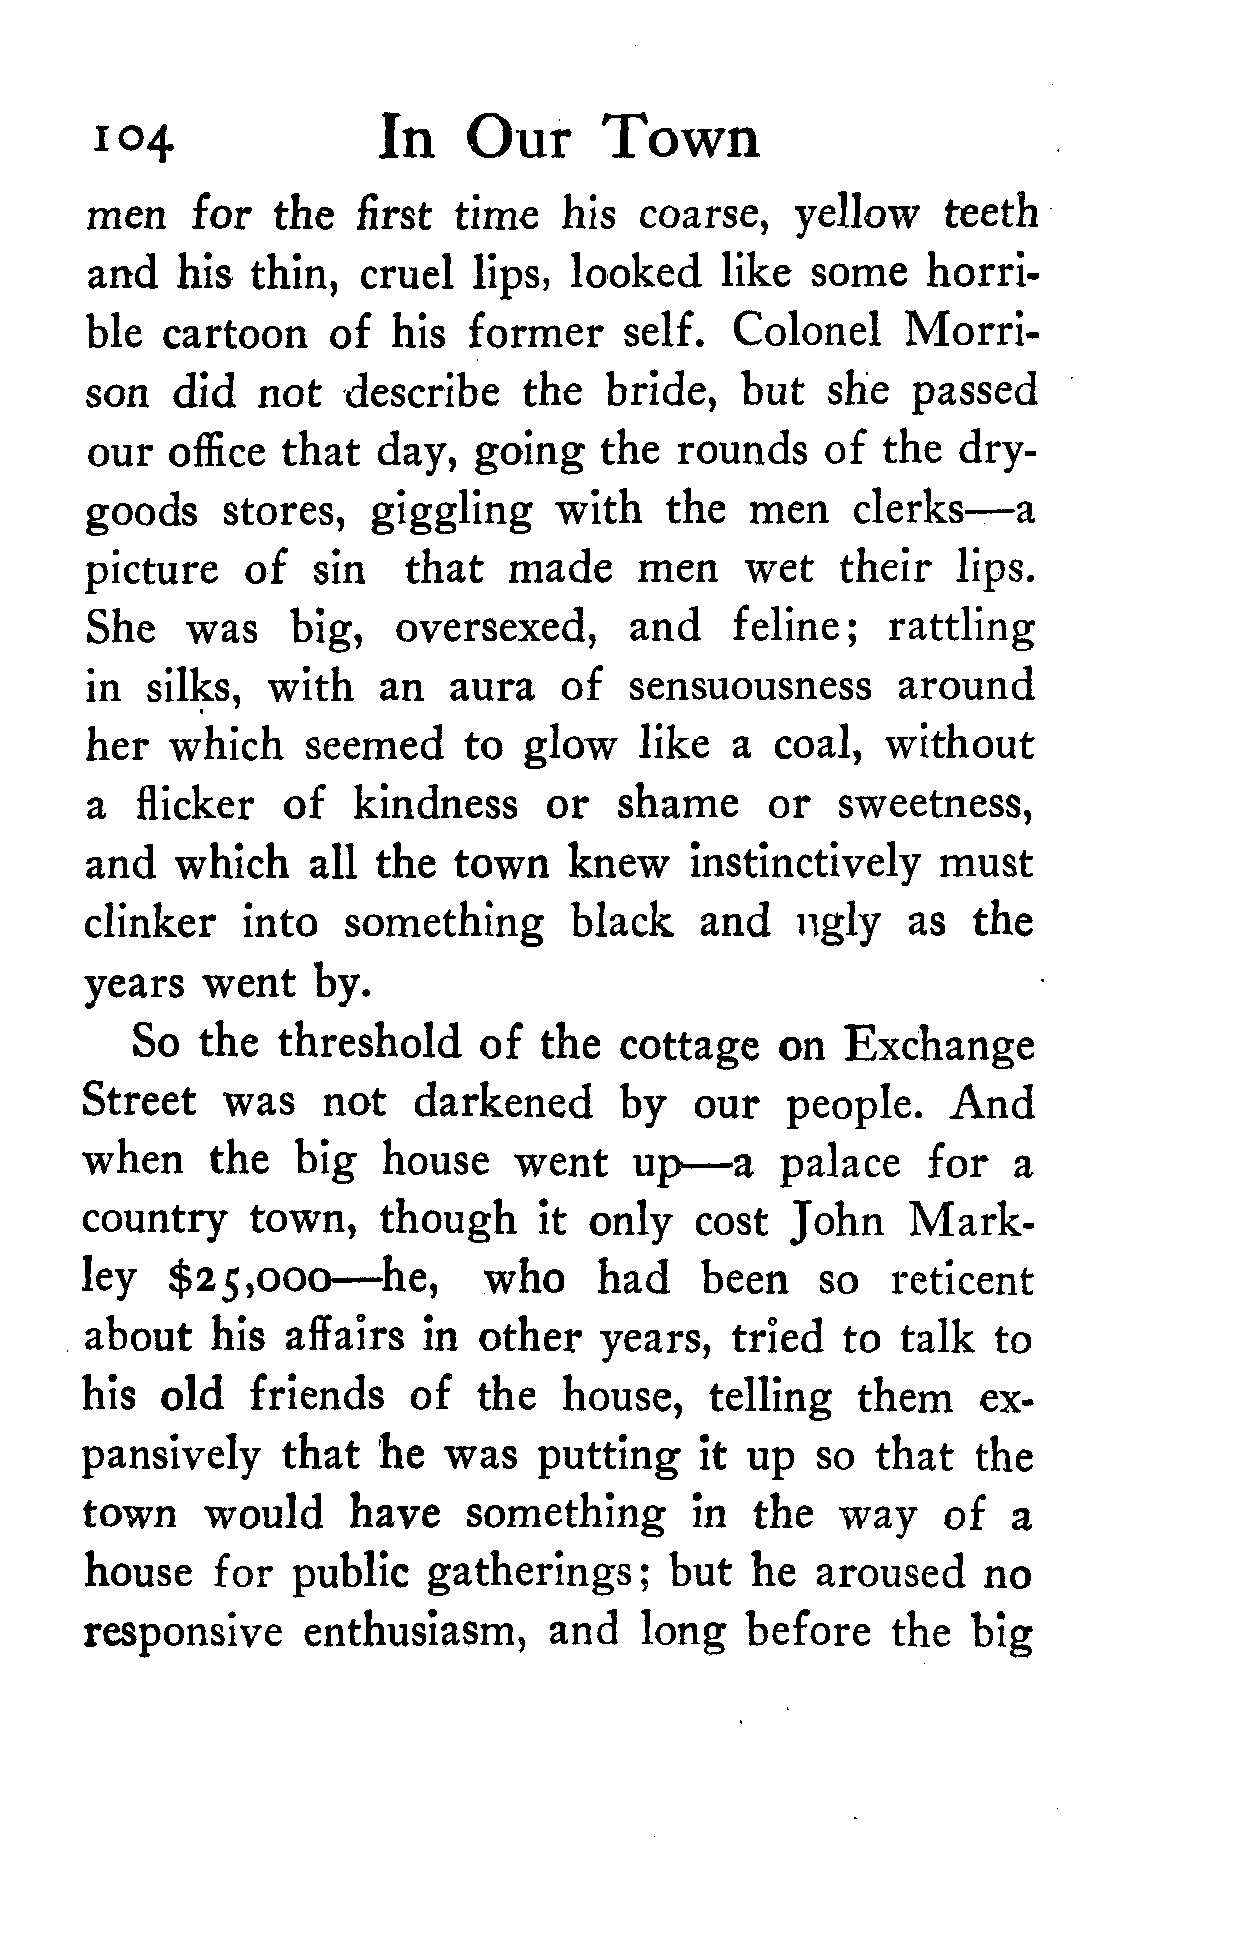 104 In Our Town
men for the first time his coarse, yellow teeth
and his thin, cruel lips, looked like some horri-
ble cartoon of his former self. Colonel Morri-
son did not describe the bride, but she passed
our office that day, going the rounds of the dry-
goods stores, giggling with the men clerks—a
picture of sin that made men wet their lips.
She was big, oversexed, and feline; rattling
in silks, with an aura of sensuousness around
her which seemed to glow like a coal, without
a flicker of kindness or shame or sweetness,
and which all the town knew instinctively must
clinker into something black and ugly as the
years went by.
So the threshold of the cottage on Exchange
Street was not darkened by our people. And
when the big house went up—a palace for a
country town, though it only cost John Mark-
ley $25,000—he, who had been so reticent
about his affairs in other years, tried to talk to
his old friends of the house, telling them ex-
pansively that he was putting it up so that the
town would have something in the way of a
house for public gatherings; but he aroused no
responsive enthusiasm, and long before the big